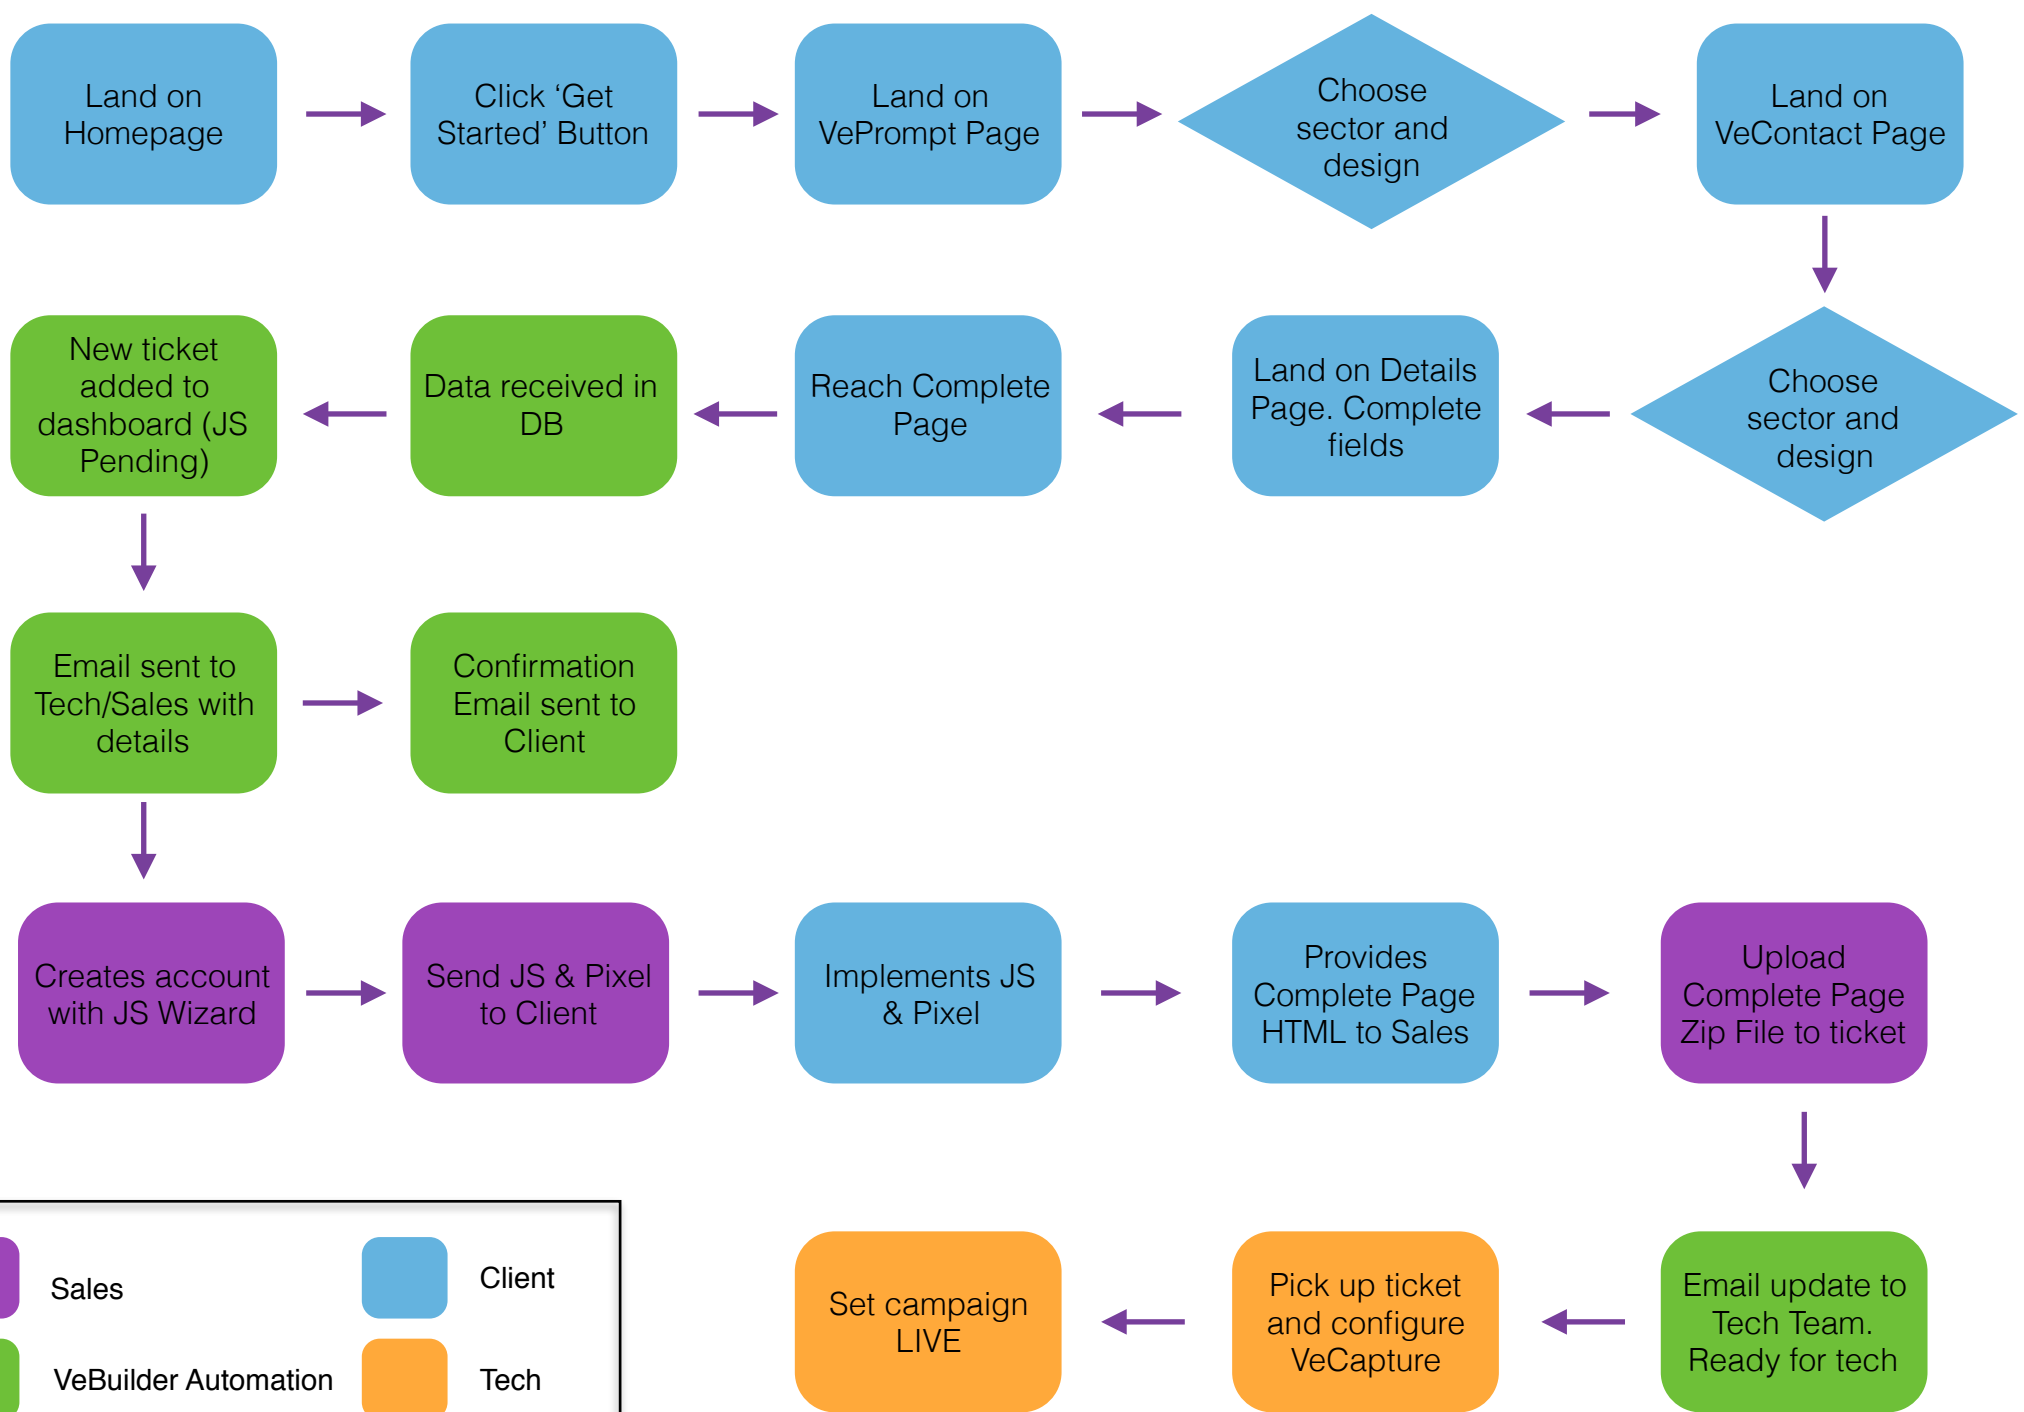 Land on
Homepage
Click ‘Get
Started’ Button
Land on
VePrompt Page
Choose
sector and
design
Land on
VeContact Page
New ticket
added to
dashboard (JS
Pending)
Data received in
DB
Reach Complete
Page
Land on Details
Page. Complete
fields
Choose
sector and
design
Email sent to
Tech/Sales with
details
Confirmation
Email sent to
Client
Creates account
with JS Wizard
Send JS & Pixel
to Client
Implements JS
& Pixel
Provides
Complete Page
HTML to Sales
Upload
Complete Page
Zip File to ticket
Set campaign
LIVE
Pick up ticket
and configure
VeCapture
Email update to
Tech Team.
Ready for tech
Sales
Client
VeBuilder Automation
Tech